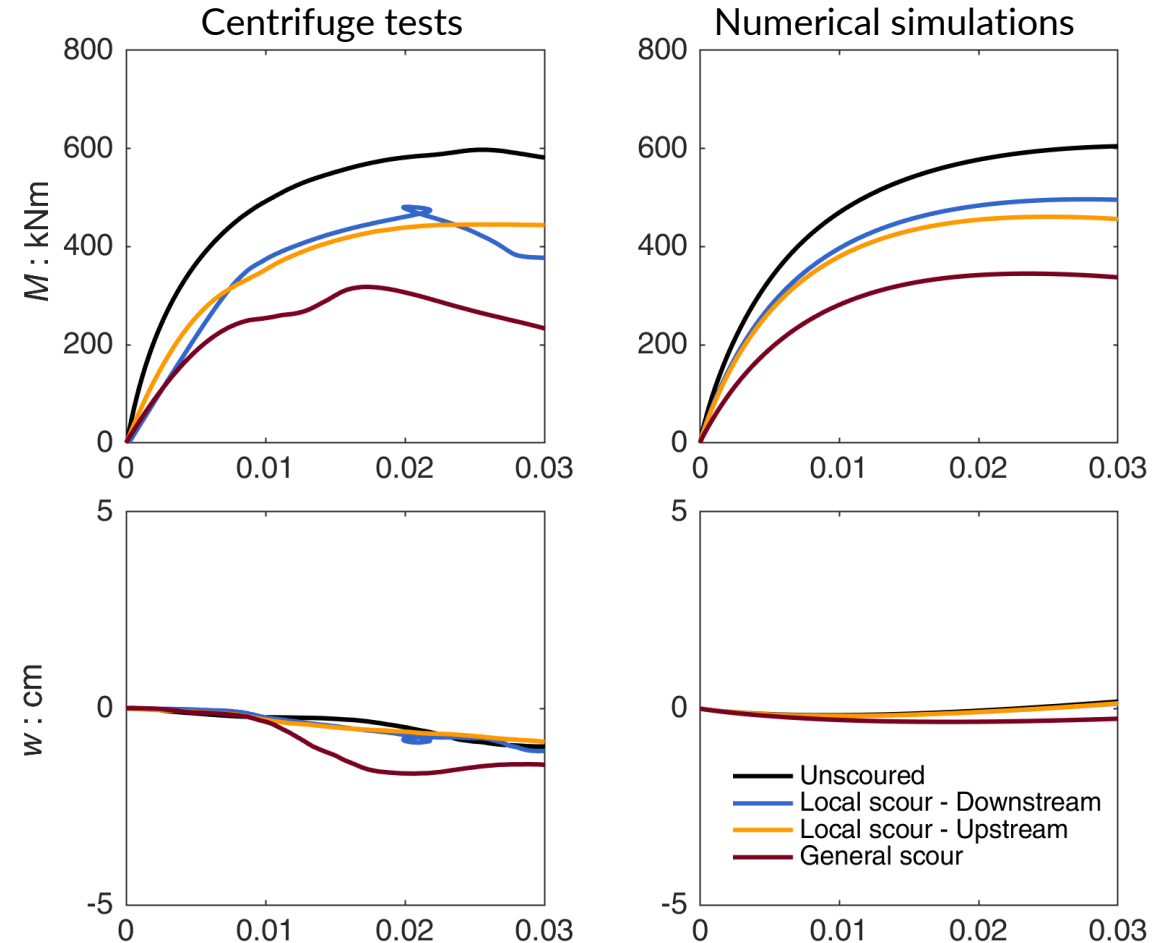 Centrifuge tests
Numerical simulations
800
600
400
200
0
M : kNm
0 0.01 0.02 0.03
800
600
400
200
0
0 0.01 0.02 0.03
5
0
-5
w : cm
0 0.01 0.02 0.03
5
0
-5
Unscoured
Local scour - Downstream
Local scour - Upstream
General scour
0 0.01 0.02 0.03